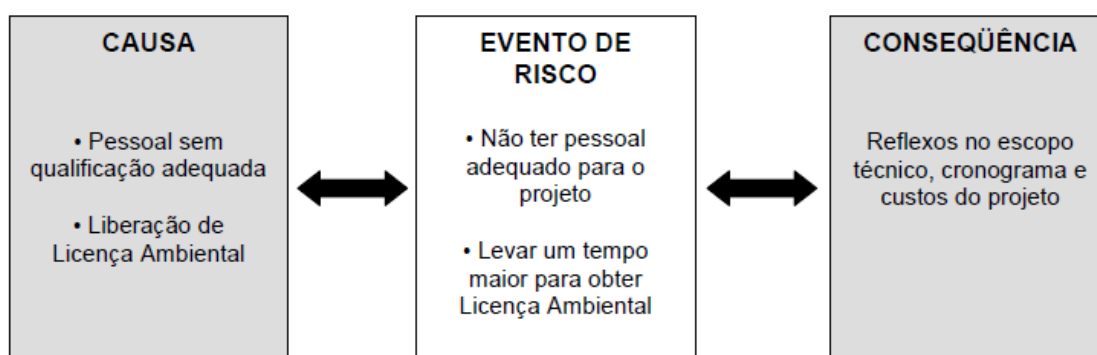 CAUSA
• Pessoal sem
qualificação adequada
• Liberação de
Licença Ambiental
EVENTO DE
RISCO
• Não ter pessoal
adequado para o
projeto
• Levar um tempo
maior para obter
Licença Ambiental
CONSEQÜÊNCIA
Reflexos no escopo
técnico, cronograma e
custos do projeto